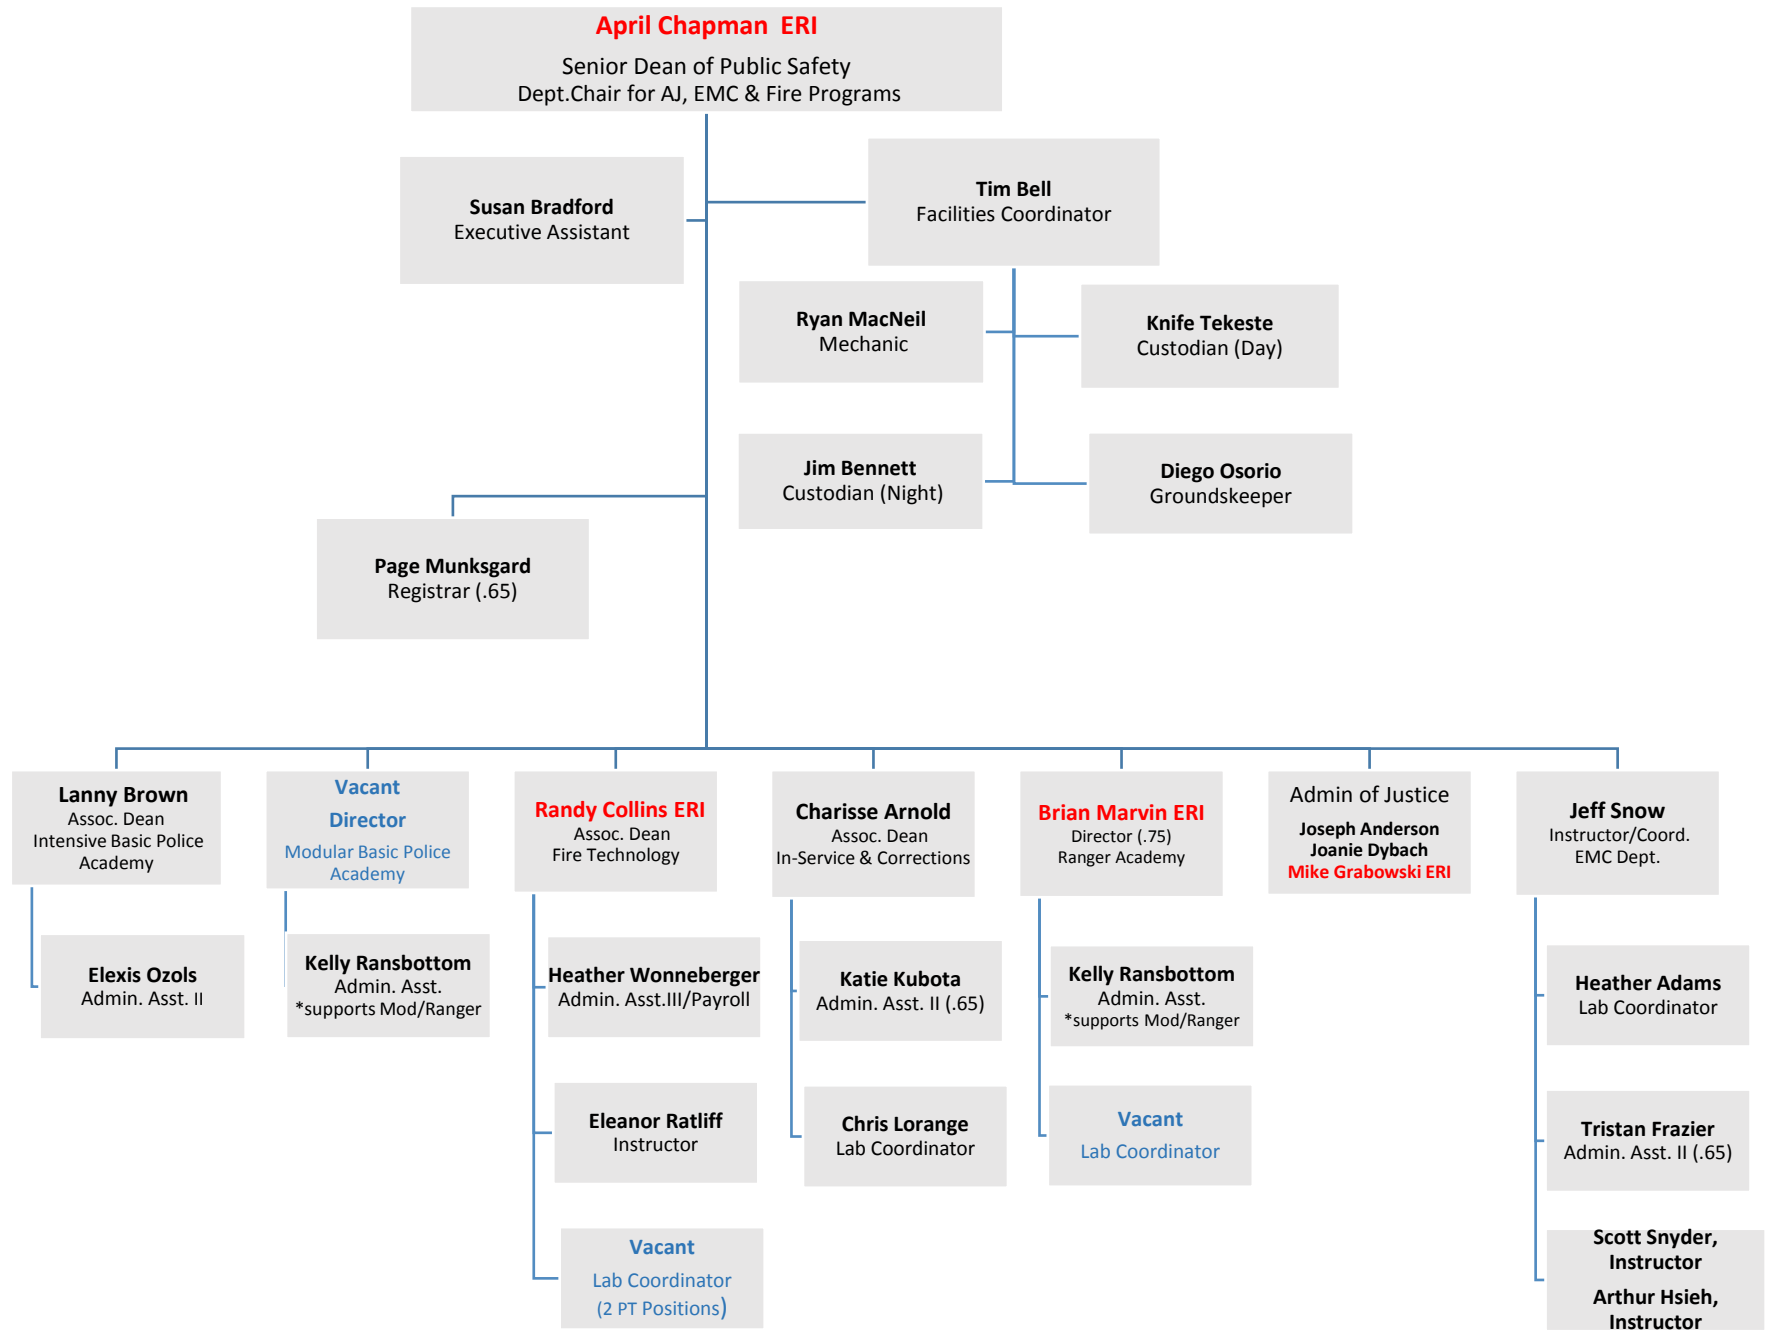 April Chapman  ERI
Senior Dean of Public Safety
Dept.Chair for AJ, EMC & Fire Programs
Susan Bradford
Executive Assistant
Tim Bell
Facilities Coordinator
Ryan MacNeil
Mechanic
Knife Tekeste
Custodian (Day)
Jim Bennett
Custodian (Night)
Diego Osorio
Groundskeeper
Page Munksgard
Registrar (.65)
Lanny Brown
Assoc. Dean
Intensive Basic Police
Academy
Vacant
Director
Modular Basic Police
Academy
Randy Collins ERI
Assoc. Dean
Fire Technology
Charisse Arnold
Assoc. Dean
In-Service & Corrections
Brian Marvin ERI
Director (.75)
Ranger Academy
Admin of Justice
Joseph Anderson
Joanie Dybach
Mike Grabowski ERI
Jeff Snow
Instructor/Coord.
EMC Dept.
Elexis Ozols
Admin. Asst. II
Kelly Ransbottom
Admin. Asst.
*supports Mod/Ranger
Heather Wonneberger
Admin. Asst.III/Payroll
Katie Kubota
Admin. Asst. II (.65)
Kelly Ransbottom
Admin. Asst.
*supports Mod/Ranger
Heather Adams
Lab Coordinator
Eleanor Ratliff
Instructor
Chris Lorange
Lab Coordinator
Vacant
Lab Coordinator
Tristan Frazier
Admin. Asst. II (.65)
Vacant
Lab Coordinator
(2 PT Positions)
Scott Snyder,
Instructor
Arthur Hsieh,
Instructor